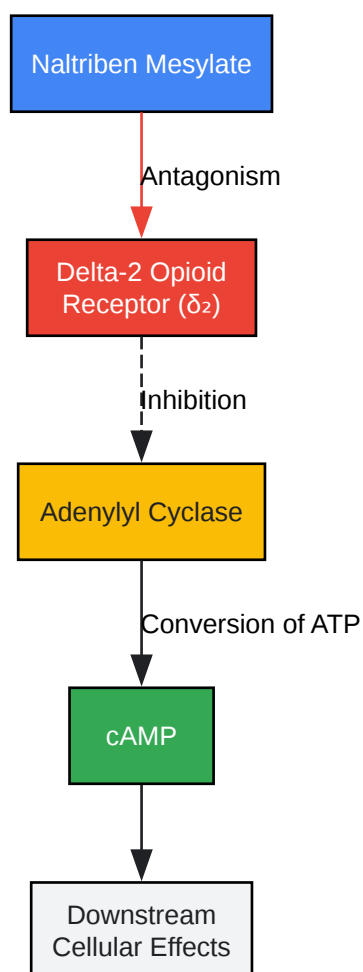 Naltriben Mesylate
Antagonism
Delta-2 Opioid
Receptor (δ₂)
Inhibition
Adenylyl Cyclase
Conversion of ATP
cAMP
Downstream
Cellular Effects